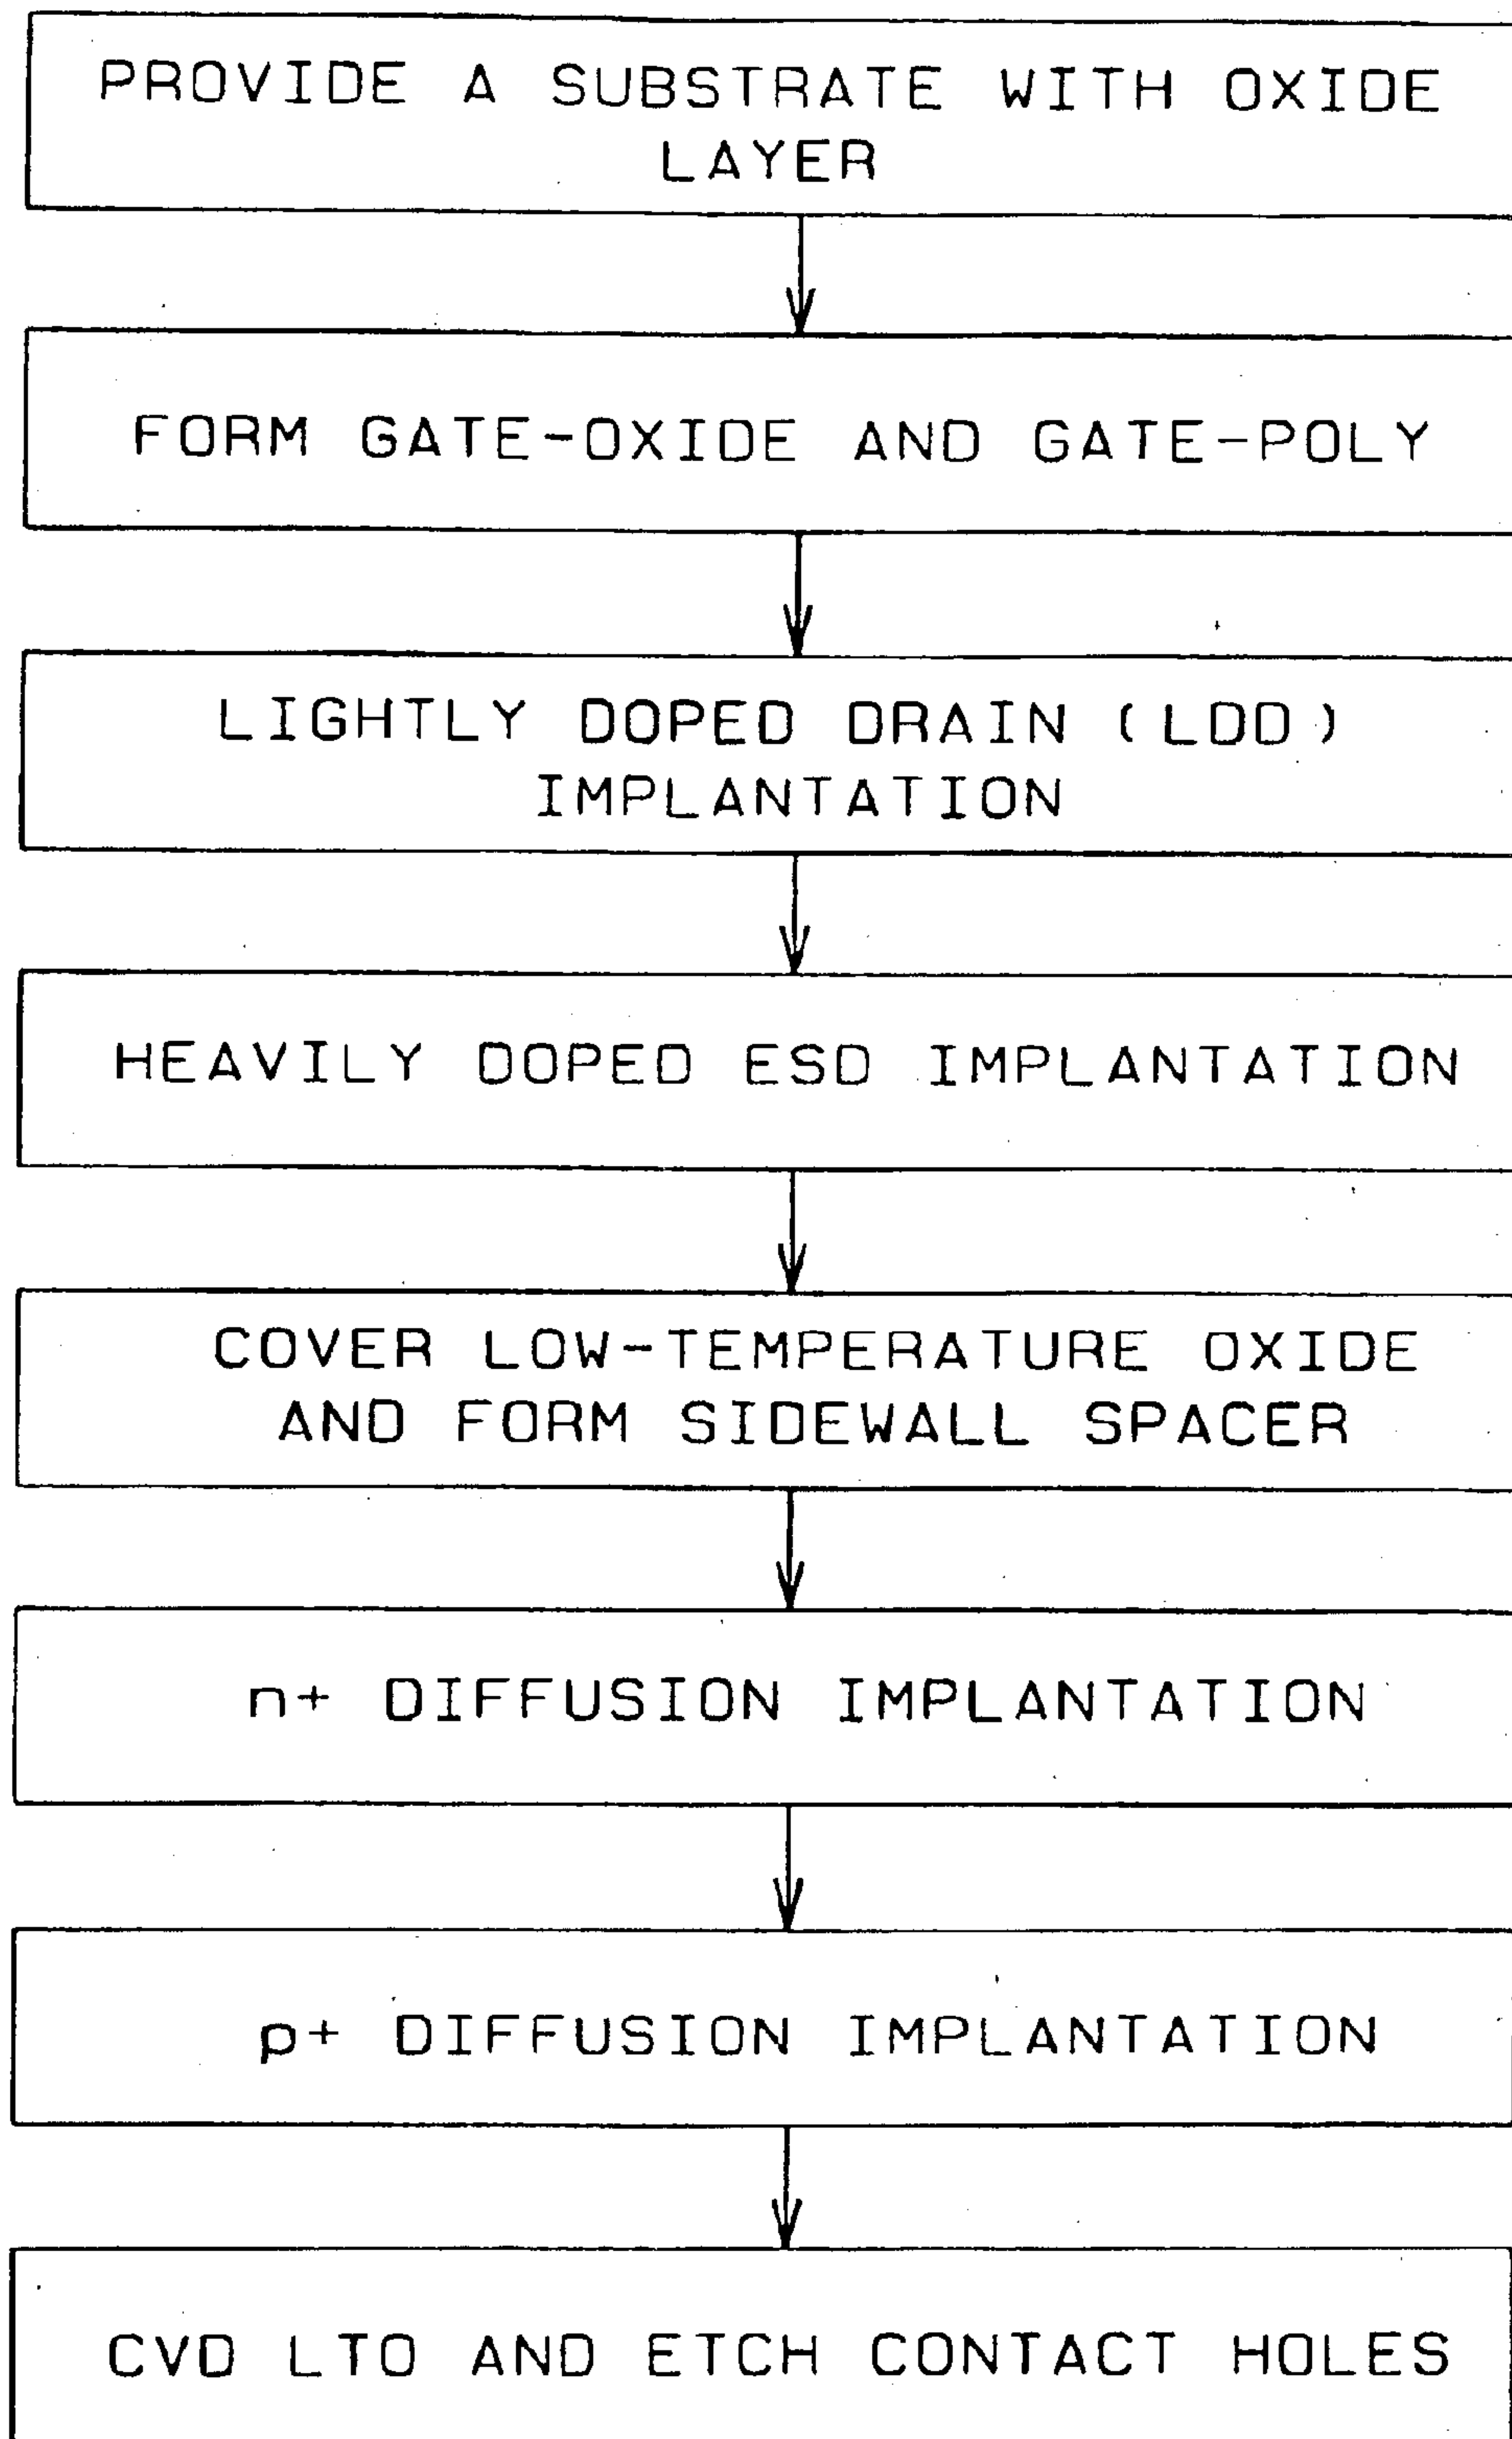 PROVIDE A SUBSTRATE WITH OXIDE
LAYER
FORM GATE-OXIDE AND GATE-POLY
LIGHTLY DOPED DRAIN (LDD)
IMPLANTATION
HEAVILY DOPED ESD IMPLANTATION
COVER LOW-TEMPERATURE OXIDE
AND FORM SIDEWALL SPACER
n+ DIFFUSION IMPLANTATION
p+ DIFFUSION IMPLANTATION
CVD LTO AND ETCH CONTACT HOLES